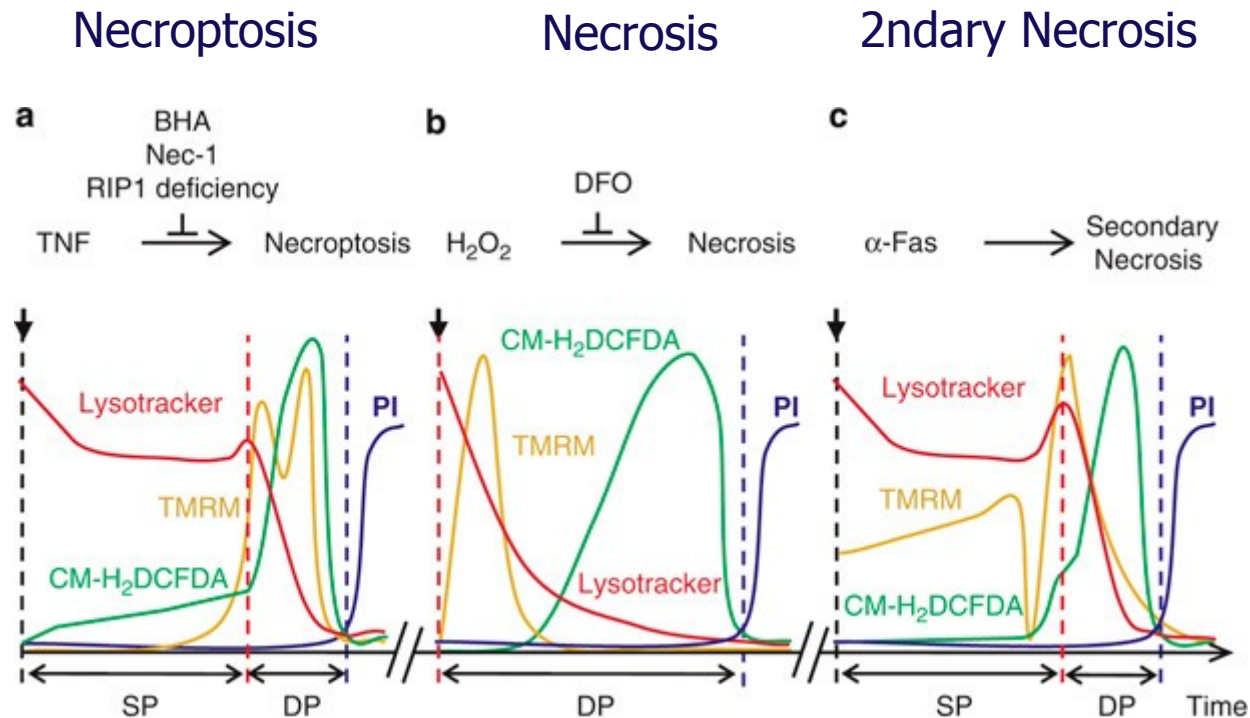 Necroptosis
Necrosis
2ndary Necrosis
a
BHA
Nec-1
RIP1 deficiency
TNF
Necroptosis
b
DFO
H₂O₂
Necrosis
c
α-Fas
Secondary
Necrosis
Lysotracker
TMRM
CM-H₂DCFDA
PI
SP
DP
CM-H₂DCFDA
TMRM
Lysotracker
PI
DP
Lysotracker
TMRM
CM-H₂DCFDA
PI
SP
DP
Time